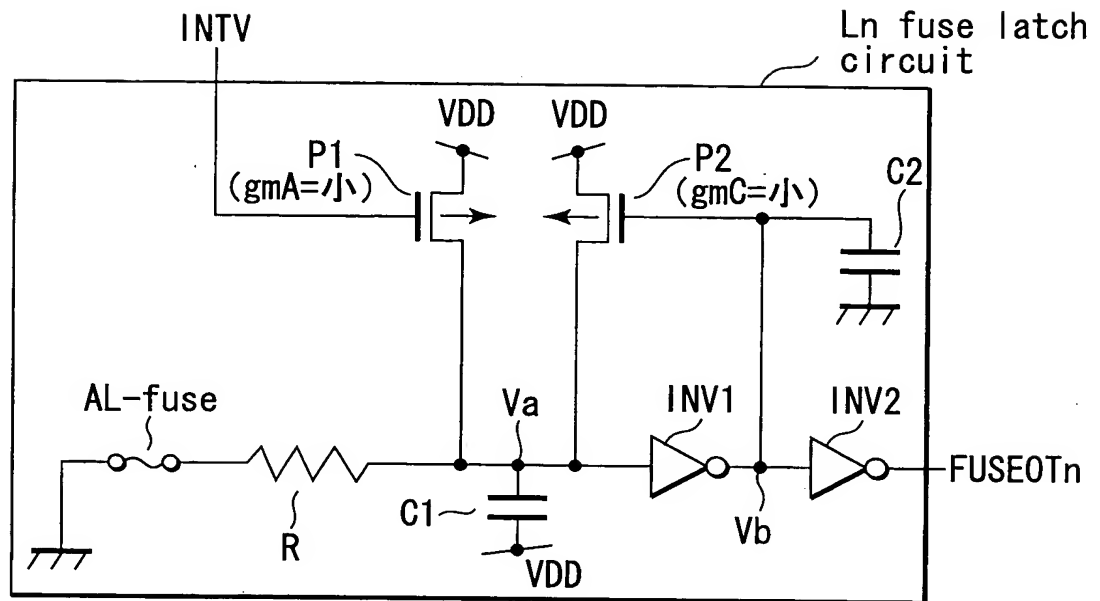 INTV
Ln fuse latch
circuit
VDD
VDD
P1
(gmA=小)
P2
(gmC=小)
C2
AL-fuse
Va
INV1
INV2
FUSEOTn
R
C1
Vb
VDD